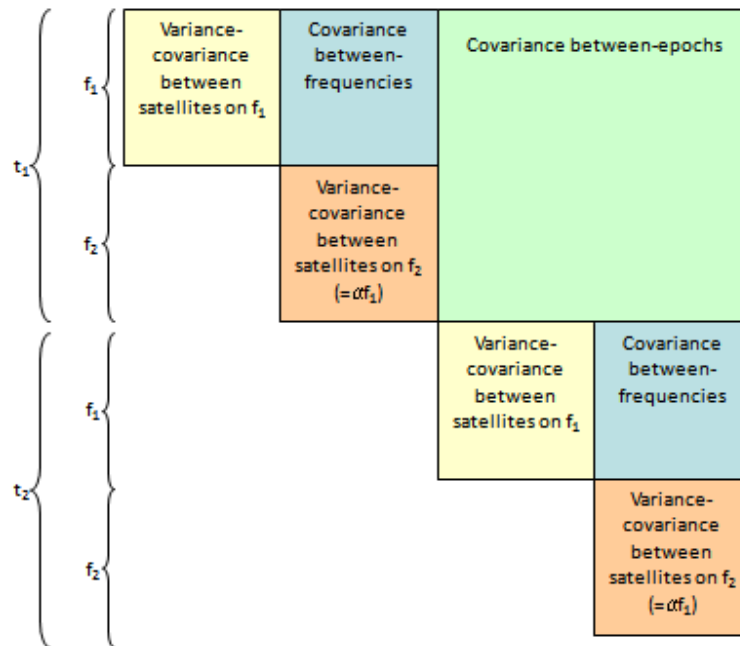 Variance-
covariance
between
satellites on f₁
Covariance
between-
frequencies
Covariance between-epochs
f₁
t₁
Variance-
covariance
between
satellites on f₂
(=αf₁)
f₂
Variance-
covariance
between
satellites on f₁
Covariance
between-
frequencies
f₁
t₂
Variance-
covariance
between
satellites on f₂
(=αf₁)
f₂